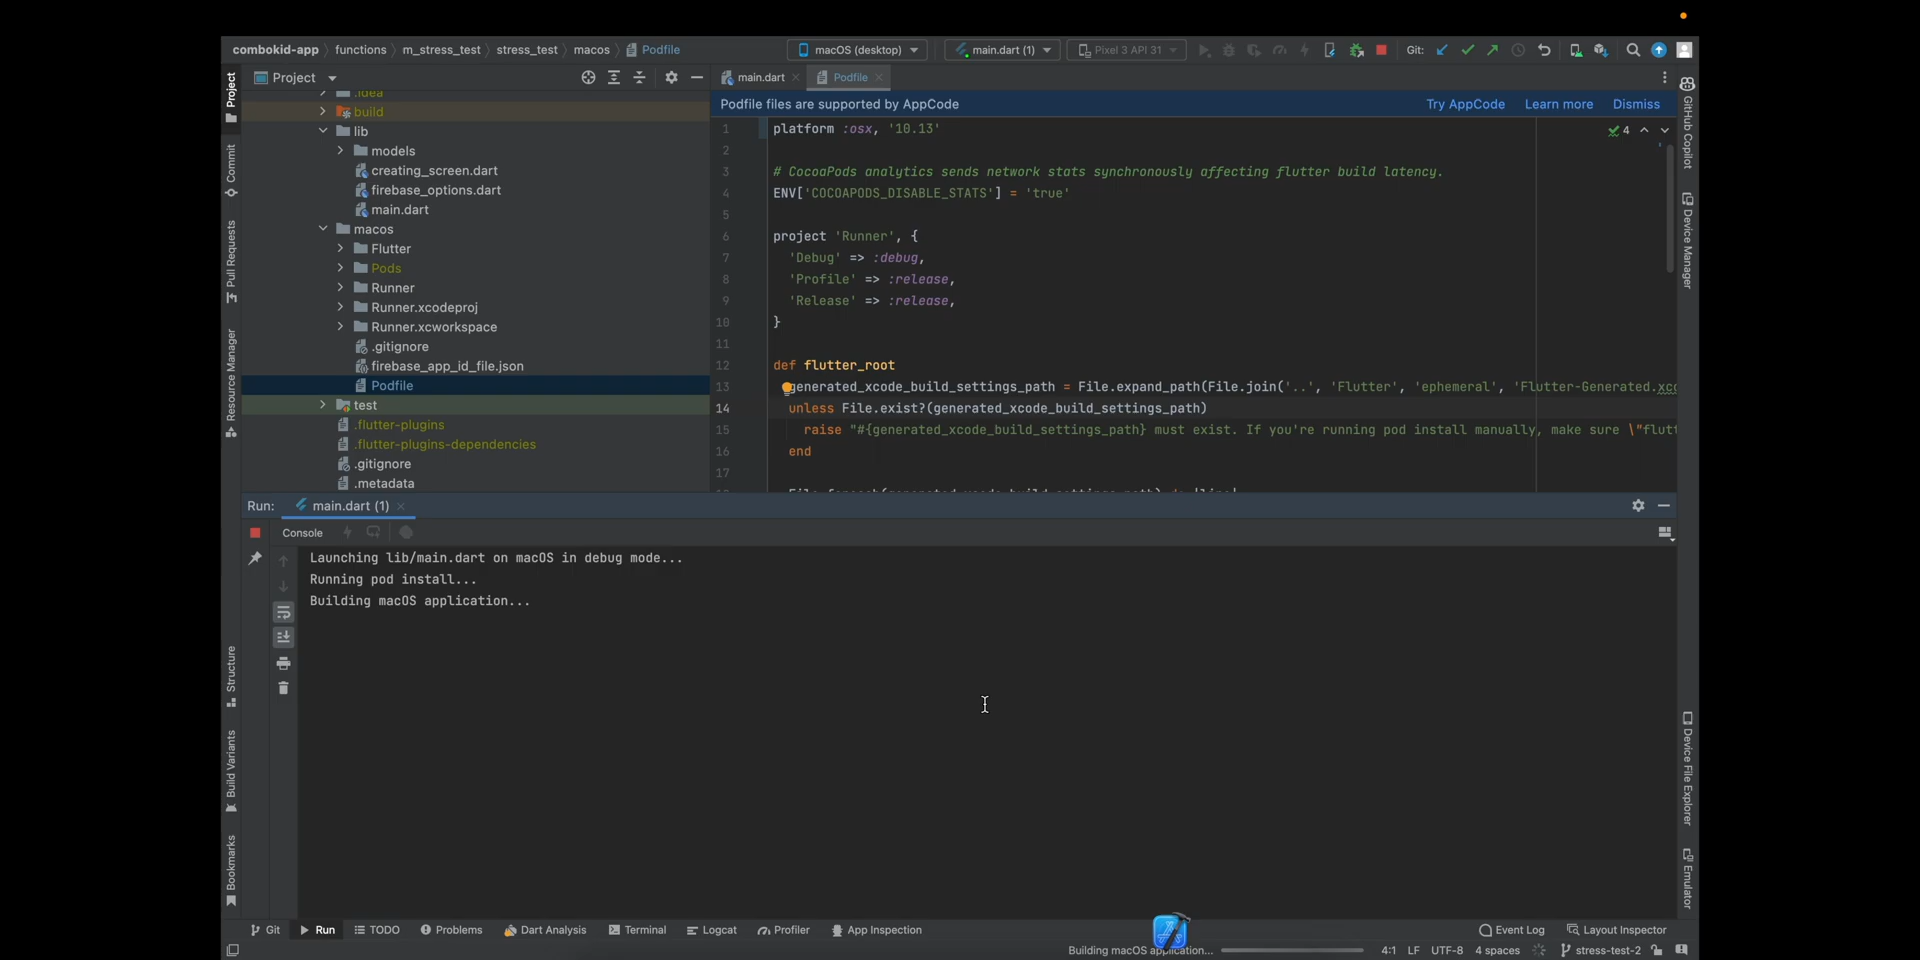 combokid-app
functions
m_stress_test
stress_test
macos
Podfile
macOS (desktop)
main.dart (1)
Pixel 3 API 31
Git:
Project
Project
Commit
Pull Requests
Resource Manager
Structure
Build Variants
Bookmarks
.idea
build
lib
models
creating_screen.dart
firebase_options.dart
main.dart
macos
Flutter
Pods
Runner
Runner.xcodeproj
Runner.xcworkspace
.gitignore
firebase_app_id_file.json
Podfile
test
.flutter-plugins
.flutter-plugins-dependencies
.gitignore
.metadata
main.dart
Podfile
Podfile files are supported by AppCode
Try AppCode
Learn more
Dismiss
4
1 platform :osx, '10.13'
2
3 # CocoaPods analytics sends network stats synchronously affecting flutter build latency.
4 ENV['COCOAPODS_DISABLE_STATS'] = 'true'
5
6 project 'Runner', {
7 'Debug' => :debug,
8 'Profile' => :release,
9 'Release' => :release,
10 }
11
12 def flutter_root
13 generated_xcode_build_settings_path = File.expand_path(File.join('..', 'Flutter', 'ephemeral', 'Flutter-Generated.xcc
14 unless File.exist?(generated_xcode_build_settings_path)
15 raise "#{generated_xcode_build_settings_path} must exist. If you're running pod install manually, make sure \"flutt
16 end
17
GitHub Copilot
Device Manager
Device File Explorer
Emulator
Run:
main.dart (1)
Console
Launching lib/main.dart on macOS in debug mode...
Running pod install...
Building macOS application...
Git
Run
TODO
Problems
Dart Analysis
Terminal
Logcat
Profiler
App Inspection
Event Log
Layout Inspector
Building macOS application...
4:1
LF
UTF-8
4 spaces
stress-test-2